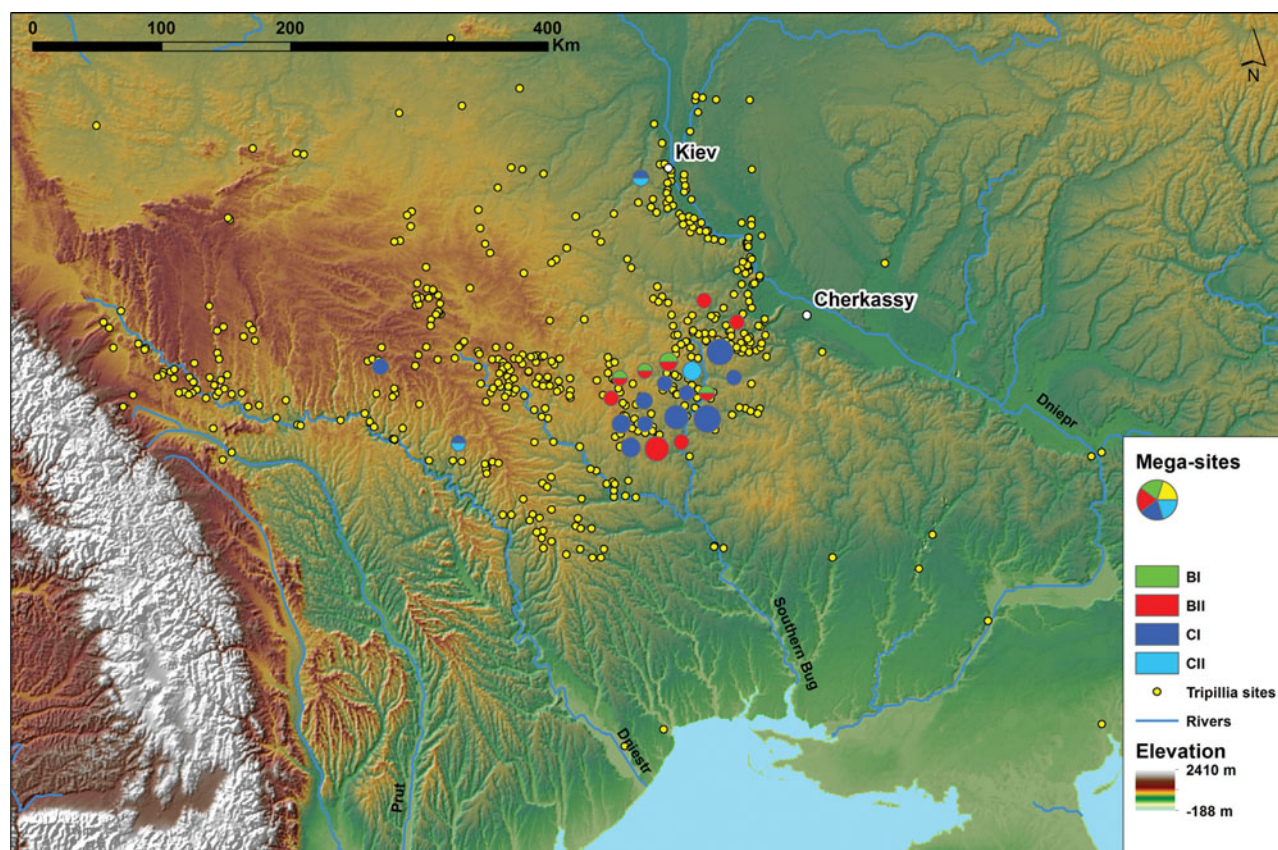 0 100 200 400
Km
N
Kiev
Cherkassy
Dniepr
Southern Bug
Dniestr
Prut
Mega-sites
BI
BII
CI
CII
Tripillia sites
Rivers
Elevation
2410 m
-188 m